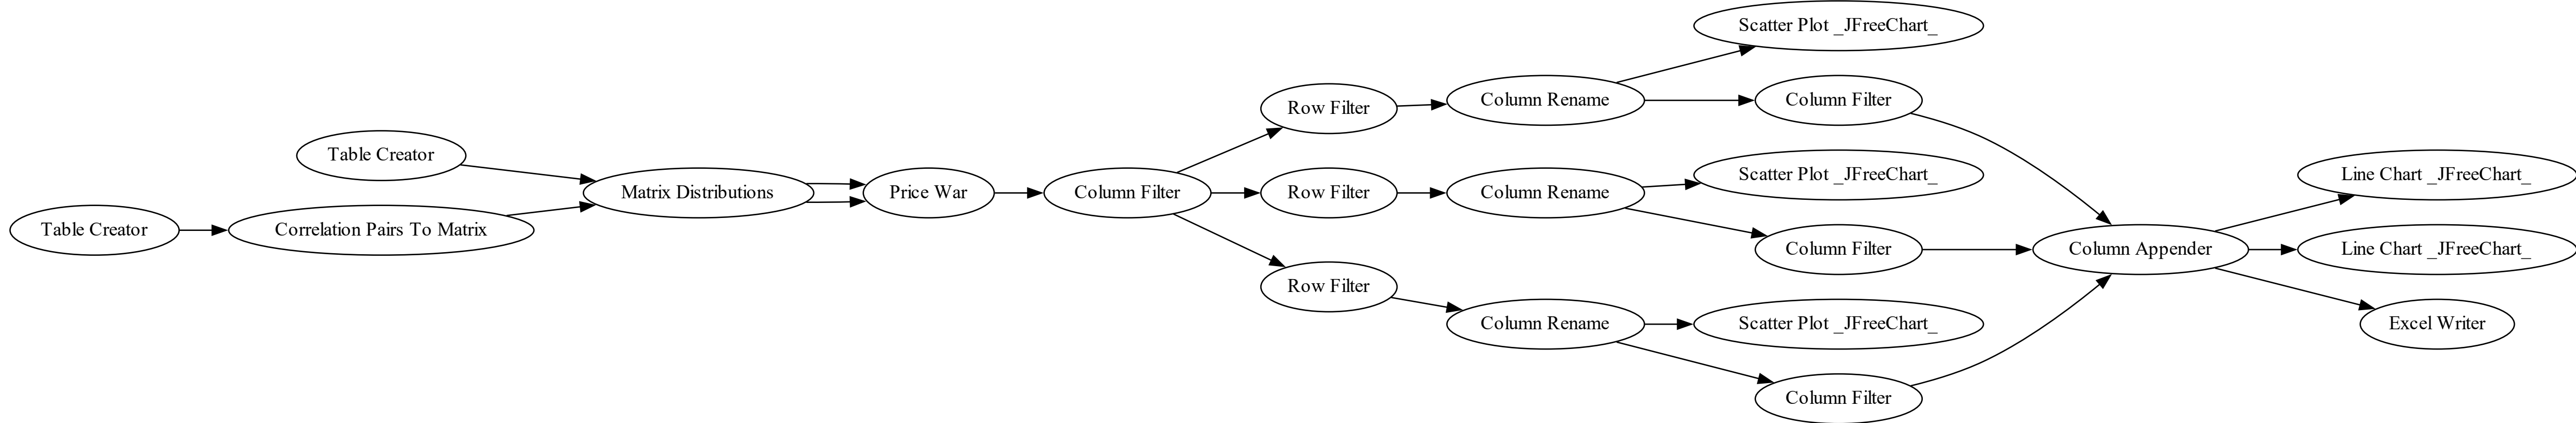 Scatter Plot _JFreeChart_
Row Filter
Column Rename
Column Filter
Table Creator
Matrix Distributions
Price War
Column Filter
Row Filter
Column Rename
Scatter Plot _JFreeChart_
Line Chart _JFreeChart_
Table Creator
Correlation Pairs To Matrix
Column Filter
Column Appender
Line Chart _JFreeChart_
Row Filter
Column Rename
Scatter Plot _JFreeChart_
Excel Writer
Column Filter